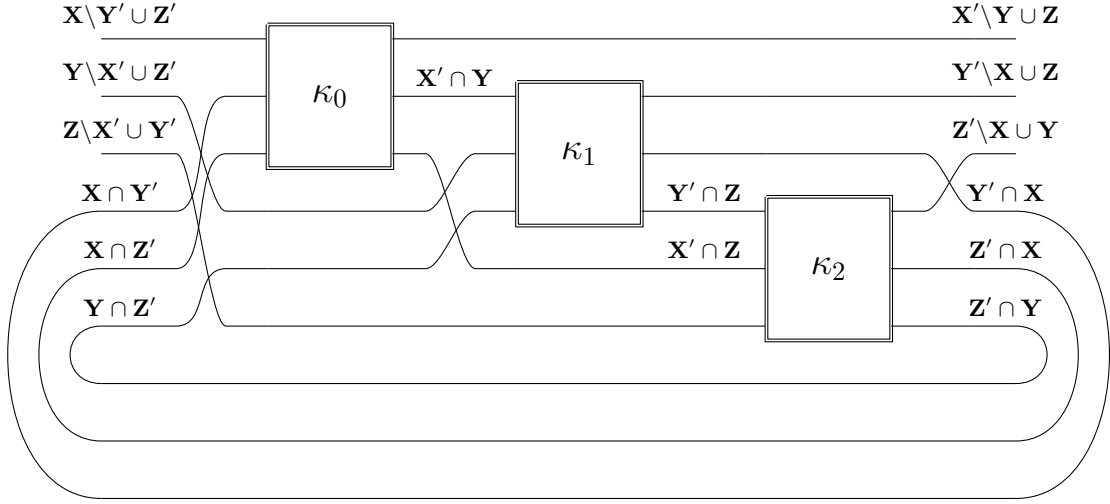 X\Y′ ∪ Z′ X′\Y ∪ Z
Y\X′ ∪ Z′ X′ ∩ Y Y′\X ∪ Z
κ₀
Z\X′ ∪ Y′ Z′\X ∪ Y
κ₁
X ∩ Y′ Y′ ∩ Z Y′ ∩ X
X ∩ Z′ X′ ∩ Z Z′ ∩ X
κ₂
Y ∩ Z′ Z′ ∩ Y